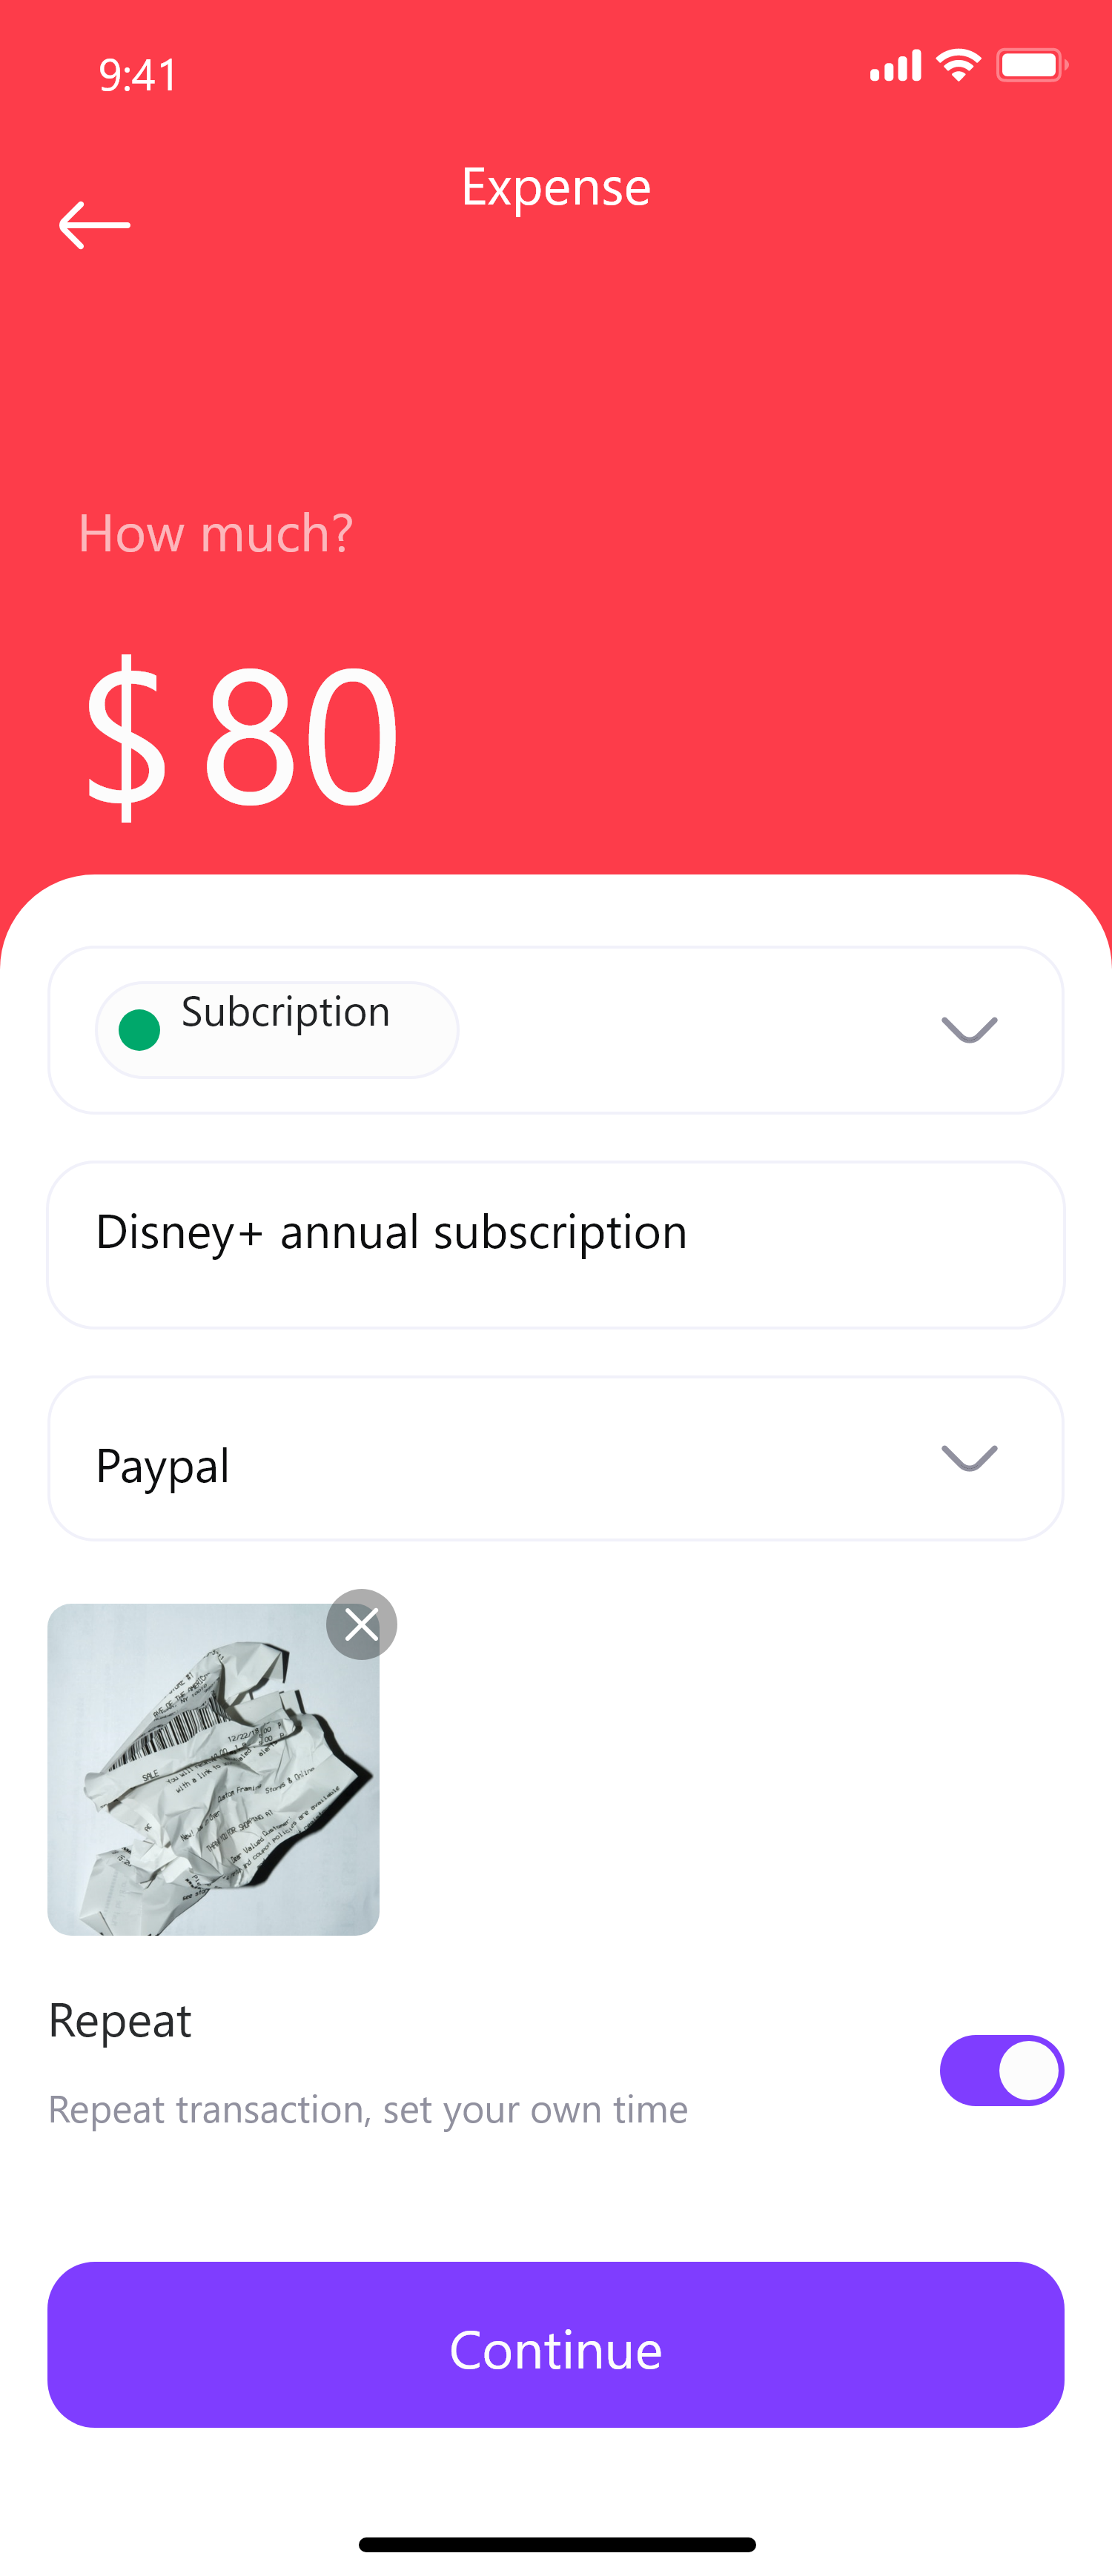 9:41
Expense
How much?
$ 80
Subcription
Disney+ annual subscription
Paypal
SALE
Repeat
Repeat transaction, set your own time
Continue